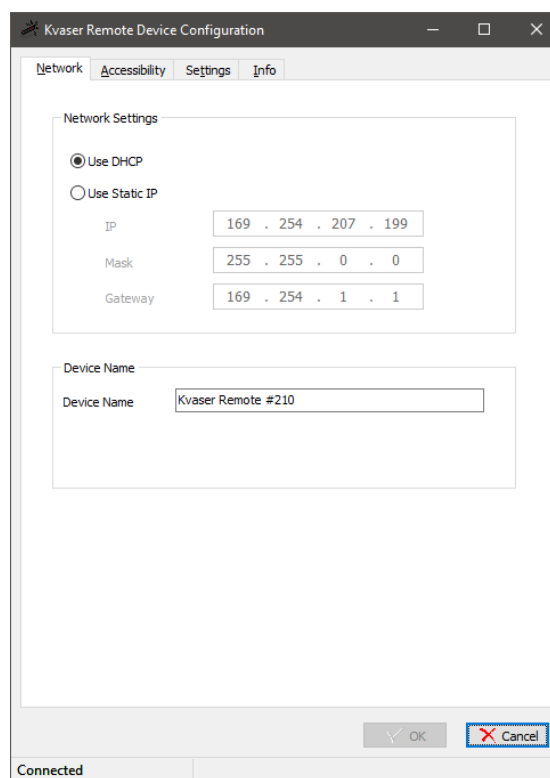 Kvaser Remote Device Configuration
Network Accessibility Settings Info
Network Settings
Use DHCP
Use Static IP
IP 169 . 254 . 207 . 199
Mask 255 . 255 . 0 . 0
Gateway 169 . 254 . 1 . 1
Device Name
Device Name Kvaser Remote #210
OK Cancel
Connected